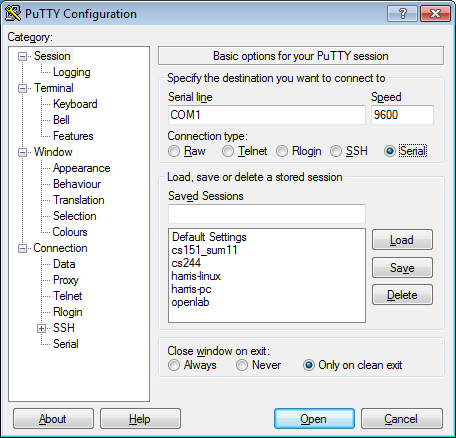 PuTTY Configuration
Category:
Session
Logging
Terminal
Keyboard
Bell
Features
Window
Appearance
Behaviour
Translation
Selection
Colours
Connection
Data
Proxy
Telnet
Rlogin
SSH
Serial
Basic options for your PuTTY session
Specify the destination you want to connect to
Serial line Speed
COM1 9600
Connection type:
Raw Telnet Rlogin SSH Serial
Load, save or delete a stored session
Saved Sessions
Default Settings
cs151_sum11
cs244
harris-linux
harris-pc
openlab
Load
Save
Delete
Close window on exit:
Always Never Only on clean exit
About Help Open Cancel